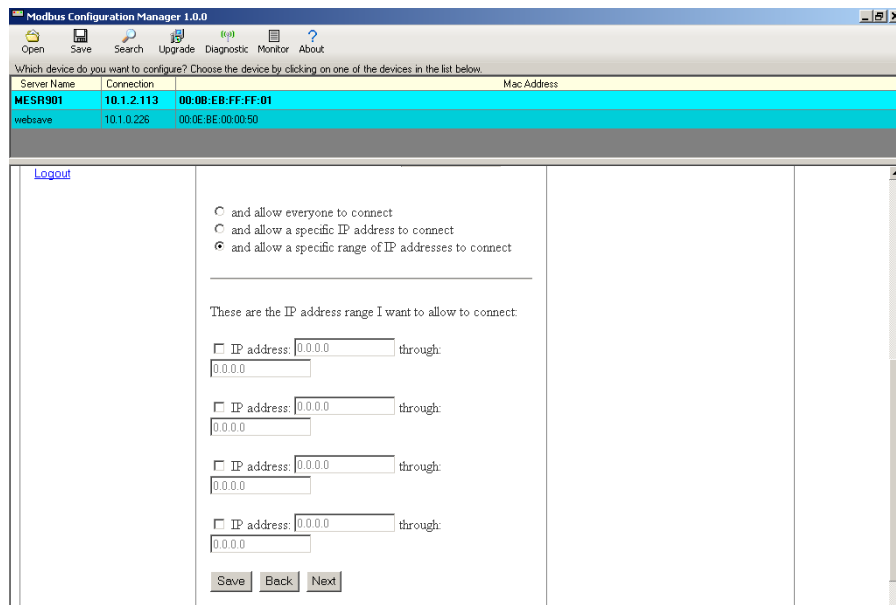 Modbus Configuration Manager 1.0.0
Open Save Search Upgrade Diagnostic Monitor About
Which device do you want to configure? Choose the device by clicking on one of the devices in the list below.
Server Name Connection Mac Address
MESR901 10.1.2.113 00:0B:EB:FF:FF:01
websave 10.1.0.226 00:0E:BE:00:00:50
Logout
and allow everyone to connect
and allow a specific IP address to connect
and allow a specific range of IP addresses to connect
These are the IP address range I want to allow to connect:
IP address: 0.0.0.0 through:
0.0.0.0
IP address: 0.0.0.0 through:
0.0.0.0
IP address: 0.0.0.0 through:
0.0.0.0
IP address: 0.0.0.0 through:
0.0.0.0
Save Back Next